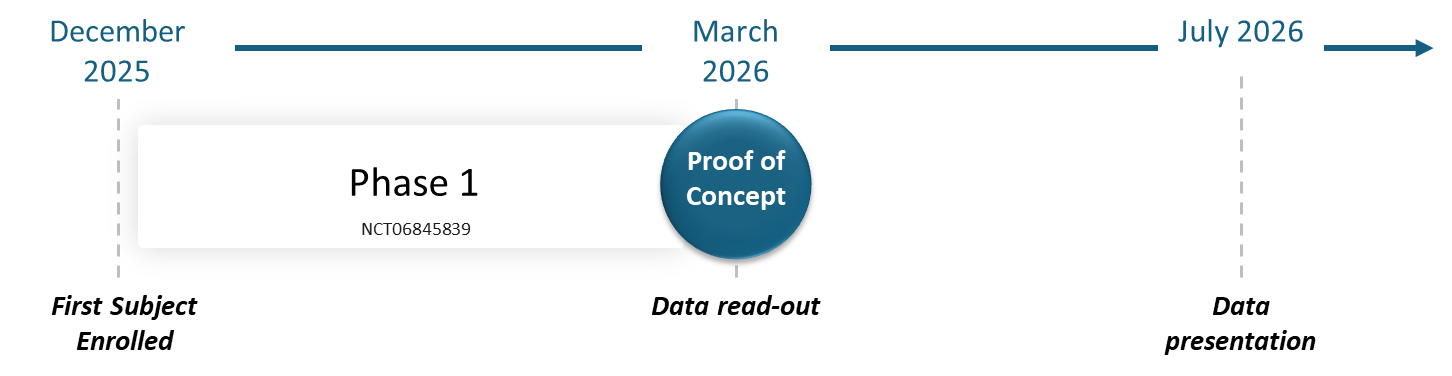 December
2025
March
2026
July 2026
Phase 1
NCT06845839
Proof of
Concept
First Subject
Enrolled
Data read-out
Data
presentation